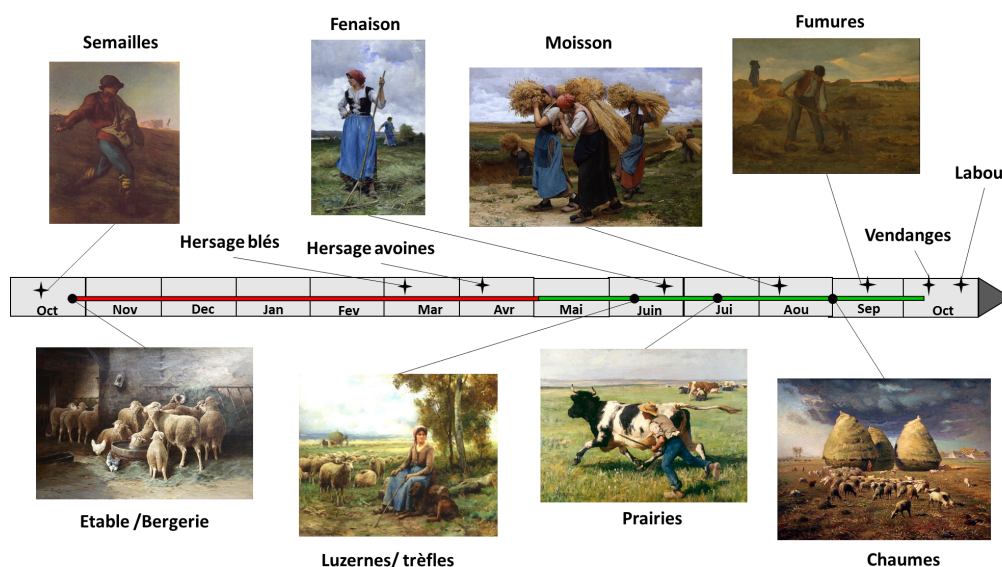 Semailles
Fenaison
Moisson
Fumures
Labou
Vendanges
Hersage blés
Hersage avoines
Oct
Nov
Dec
Jan
Fev
Mar
Avr
Mai
Juin
Jui
Aou
Sep
Oct
Etable /Bergerie
Luzernes/ trèfles
Prairies
Chaumes